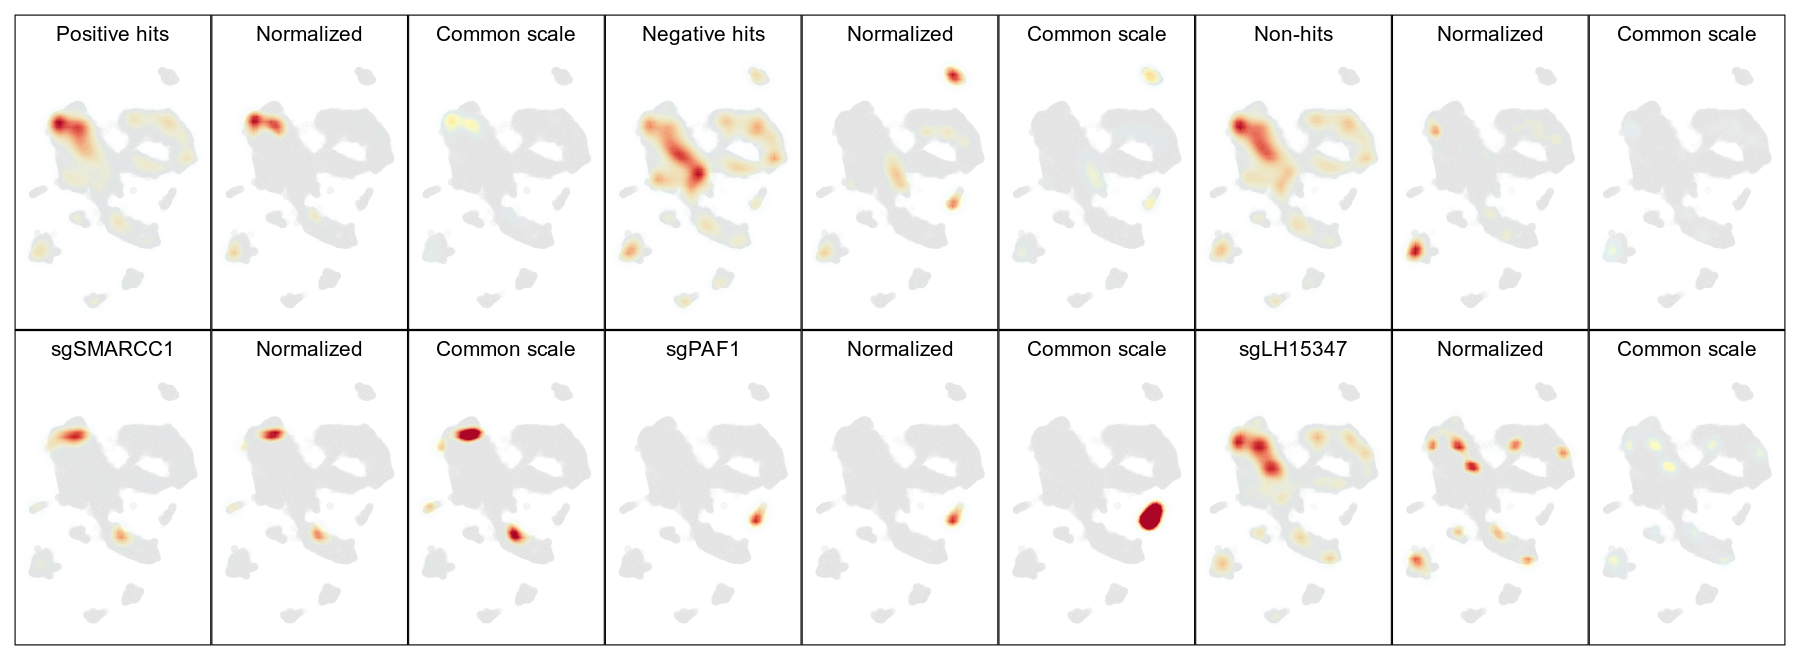 Positive hits
Normalized
Common scale
Negative hits
Normalized
Common scale
Non-hits
Normalized
Common scale
sgSMARCC1
Normalized
Common scale
sgPAF1
Normalized
Common scale
sgLH15347
Normalized
Common scale